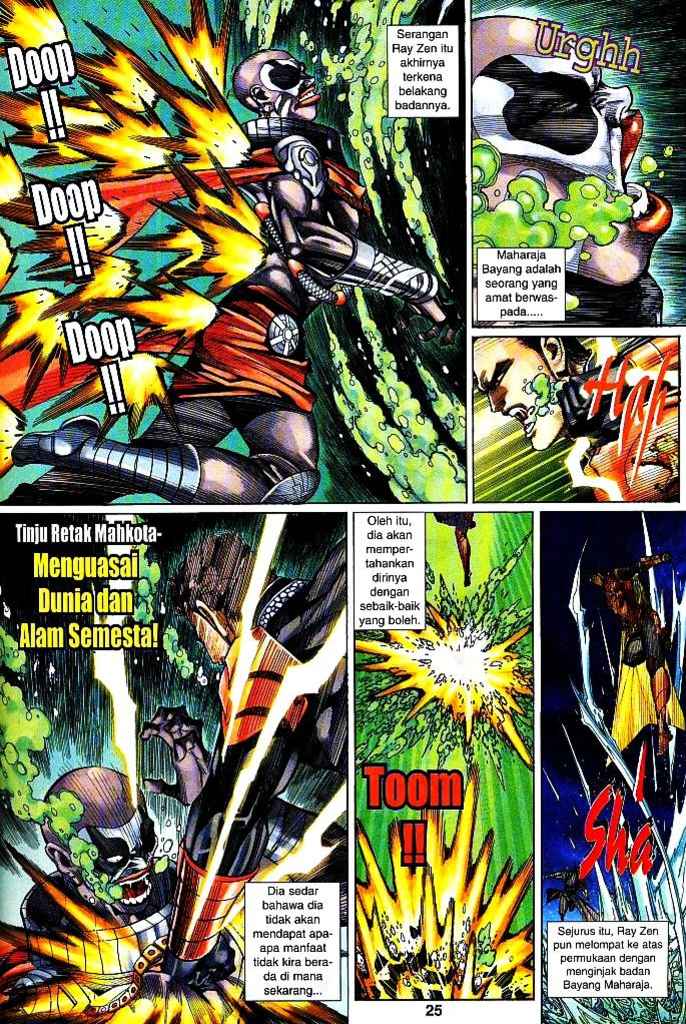 Doop
!!
Doop
!!
Doop
!!
Serangan
Ray Zen itu
akhirnya
terkena
belakang
badannya.
Urghh
Maharaja
Bayang adalah
seorang yang
amat berwas-
pada.....
Hah
Tinju Retak Mahkota-
Menguasai
Dunia dan
Alam Semesta!
Dia sedar
bahawa dia
tidak akan
mendapat apa-
apa manfaat
tidak kira bera-
da di mana
sekarang...
Oleh itu,
dia akan
memper-
tahankan
dirinya
dengan
sebaik-baik
yang boleh.
Toom
!!
Sha
Sejurus itu, Ray Zen
pun melompat ke atas
permukaan dengan
menginjak badan
Bayang Maharaja.
25